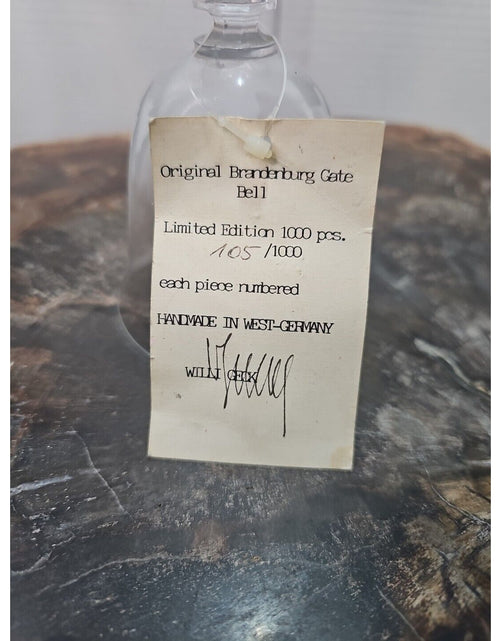 Original Brandenburg Gate
Bell
Limited Edition 1000 pcs.
105/1000
each piece numbered
HANDMADE IN WEST-GERMANY
WILLI GECK